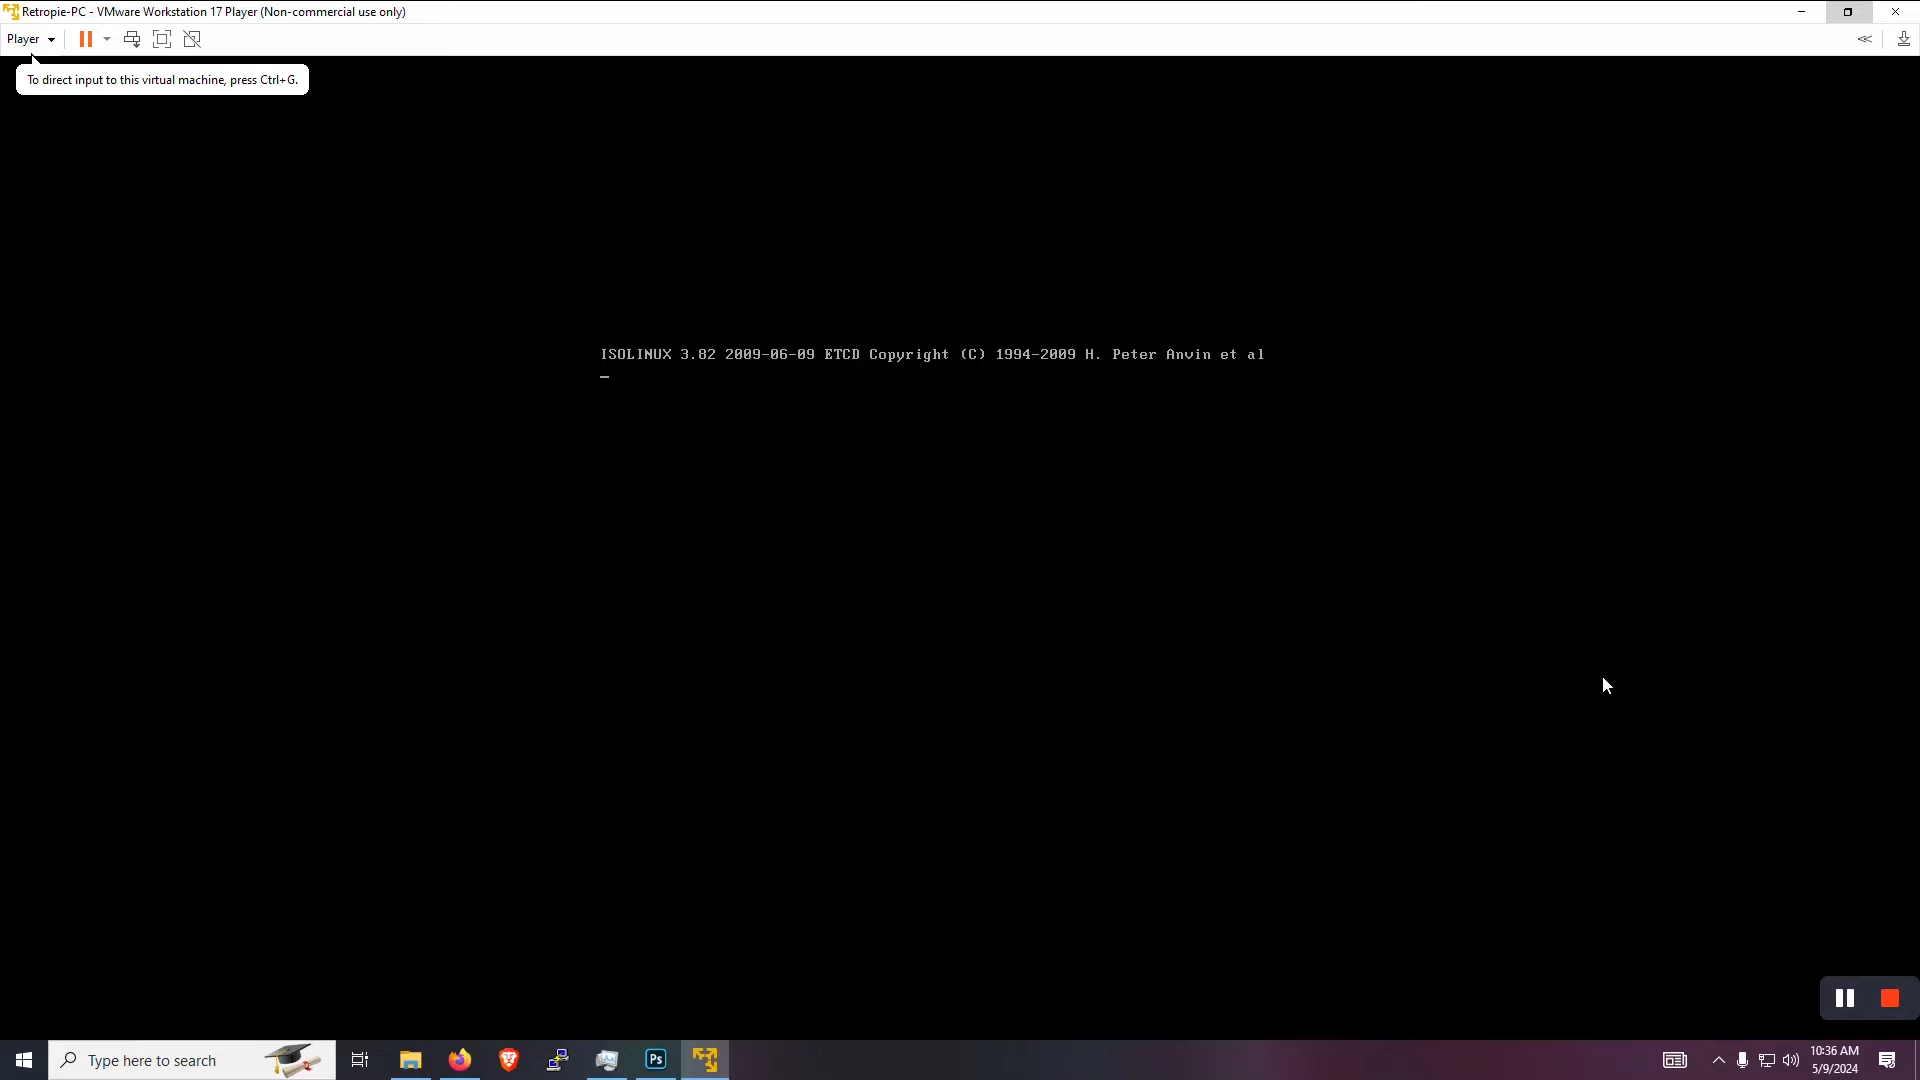 Retropie-PC - VMware Workstation 17 Player (Non-commercial use only)
Player
To direct input to this virtual machine, press Ctrl+G.
ISOLINUX 3.82 2009-06-09 ETCD Copyright (C) 1994-2009 H. Peter Anvin et al
_
Type here to search
Ps
10:36 AM
5/9/2024